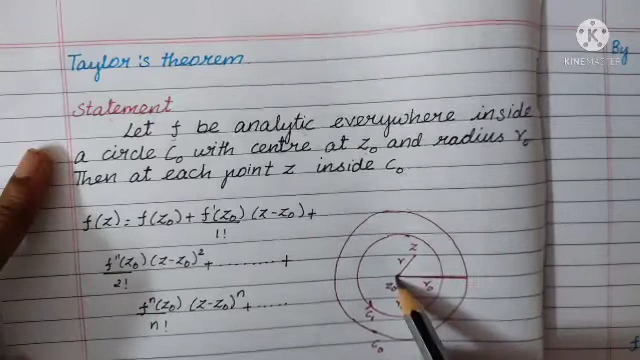 Taylor's theorem
By
KINEMASTER
Statement
Let f be analytic everywhere inside
a circle C₀ with centre at z₀ and radius r₀
Then at each point z inside C₀
f(z) = f(z₀) + f'(z₀)/1! (z-z₀) +
f''(z₀)/2! (z-z₀)² + ......... +
fⁿ(z₀)/n! (z-z₀)ⁿ + ......
z
r
z₀
r₀
C₁
C₀